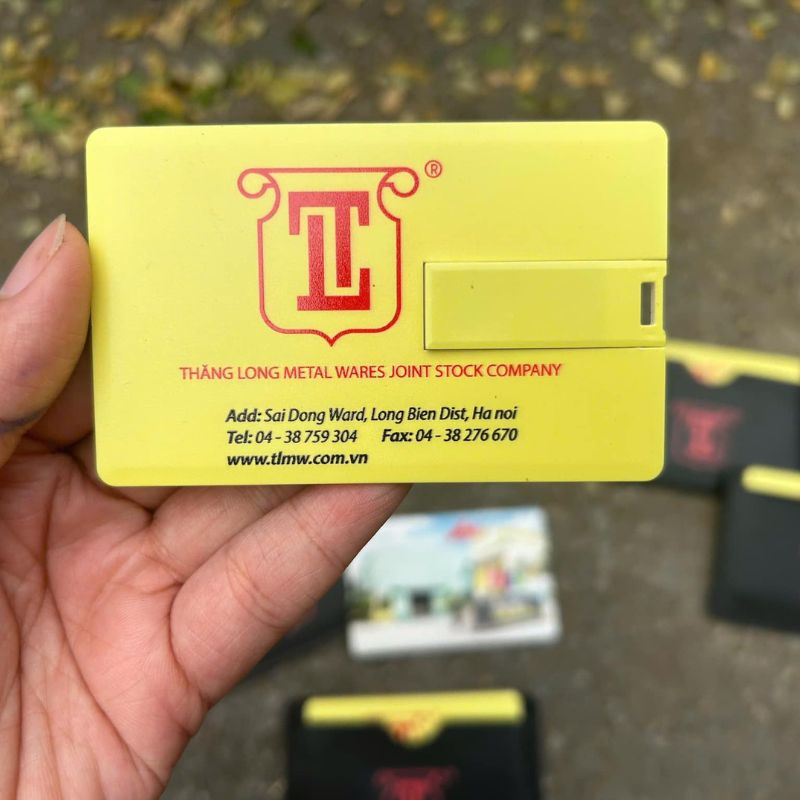 TL ®
THĂNG LONG METAL WARES JOINT STOCK COMPANY
Add: Sai Dong Ward, Long Bien Dist, Ha noi
Tel: 04 - 38 759 304 Fax: 04 - 38 276 670
www.tlmw.com.vn